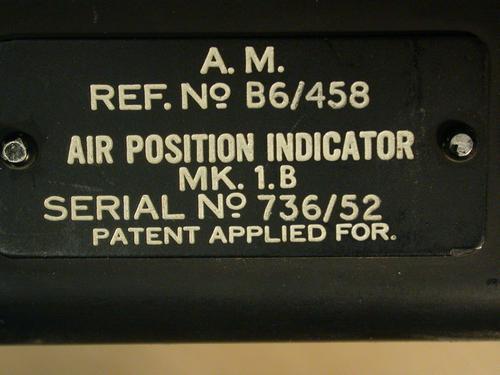 A. M.
REF. No B6/458
AIR POSITION INDICATOR
MK. 1.B
SERIAL No 736/52
PATENT APPLIED FOR.